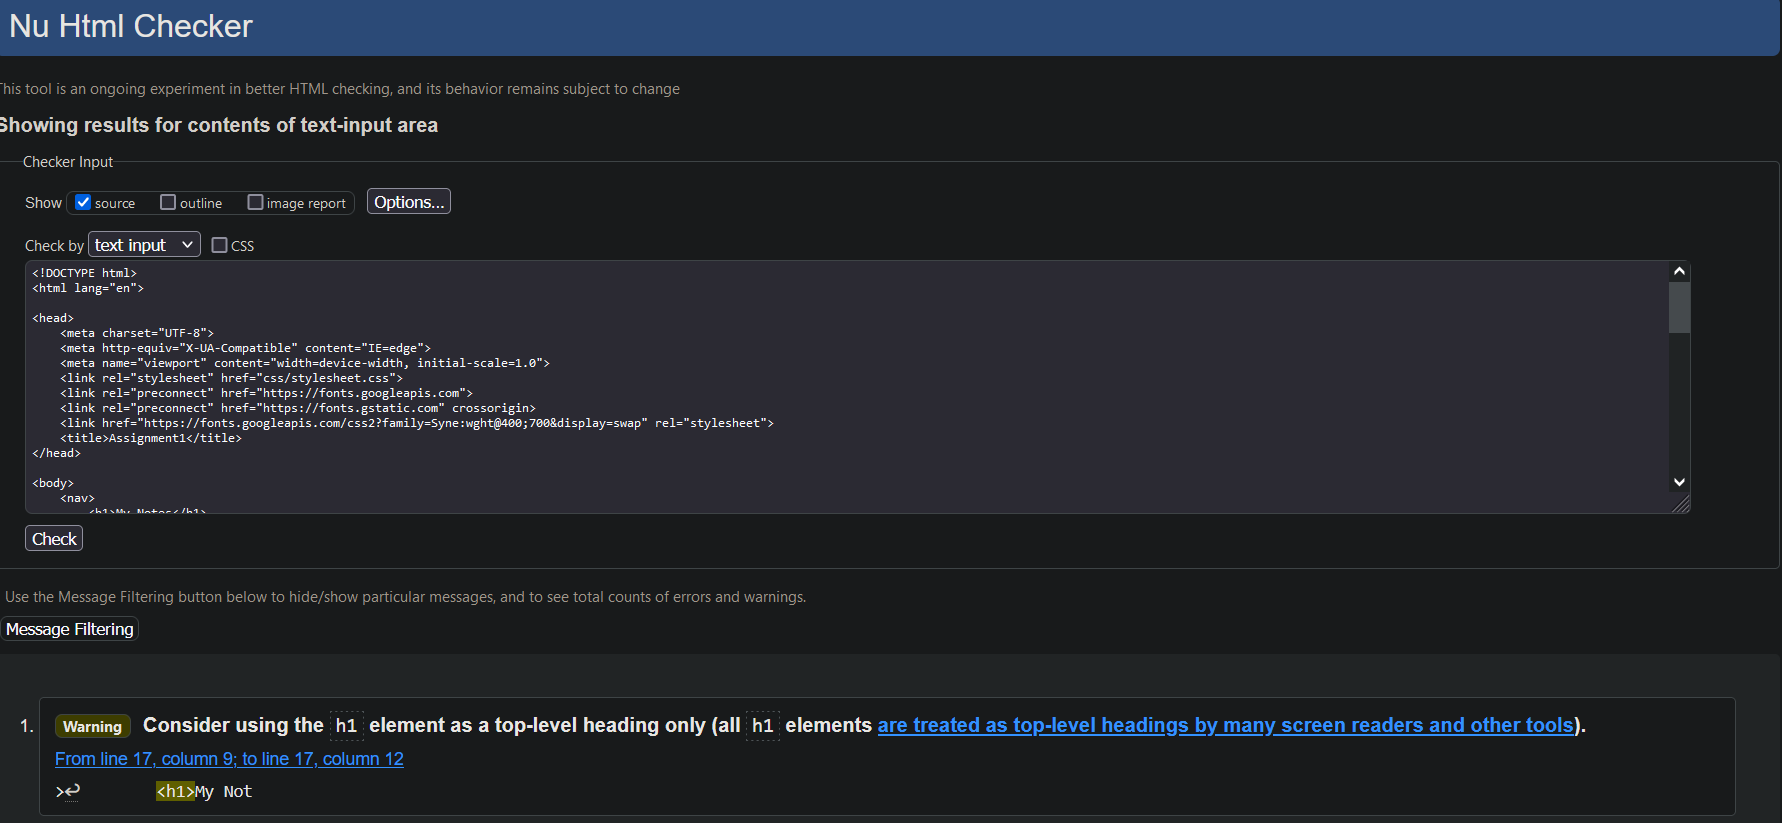 Nu Html Checker
This tool is an ongoing experiment in better HTML checking, and its behavior remains subject to change
Showing results for contents of text-input area
Checker Input
Show source outline image report Options...
Check by text input CSS
<!DOCTYPE html>
<html lang="en">
<head>
<meta charset="UTF-8">
<meta http-equiv="X-UA-Compatible" content="IE=edge">
<meta name="viewport" content="width=device-width, initial-scale=1.0">
<link rel="stylesheet" href="css/stylesheet.css">
<link rel="preconnect" href="https://fonts.googleapis.com">
<link rel="preconnect" href="https://fonts.gstatic.com" crossorigin>
<link href="https://fonts.googleapis.com/css2?family=Syne:wght@400;700&display=swap" rel="stylesheet">
<title>Assignment1</title>
</head>
<body>
<nav>
<h1>My Notes</h1>
Check
Use the Message Filtering button below to hide/show particular messages, and to see total counts of errors and warnings.
Message Filtering
1. Warning Consider using the h1 element as a top-level heading only (all h1 elements are treated as top-level headings by many screen readers and other tools).
From line 17, column 9; to line 17, column 12
>↩ <h1>My Not